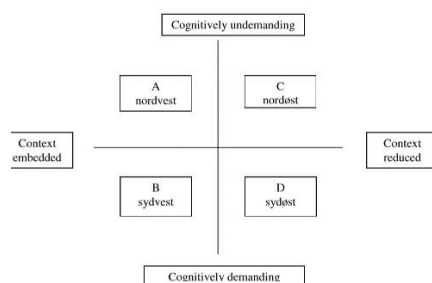 Cognitively undemanding
A
nordvest
C
nordøst
Context
embedded
Context
reduced
B
sydvest
D
sydøst
Cognitively demanding